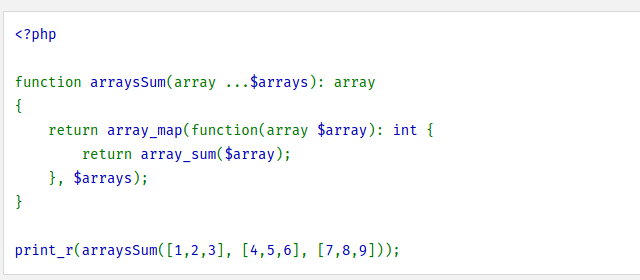 <?php
function arraysSum(array ...$arrays): array
{
    return array_map(function(array $array): int {
        return array_sum($array);
    }, $arrays);
}
print_r(arraysSum([1,2,3], [4,5,6], [7,8,9]));